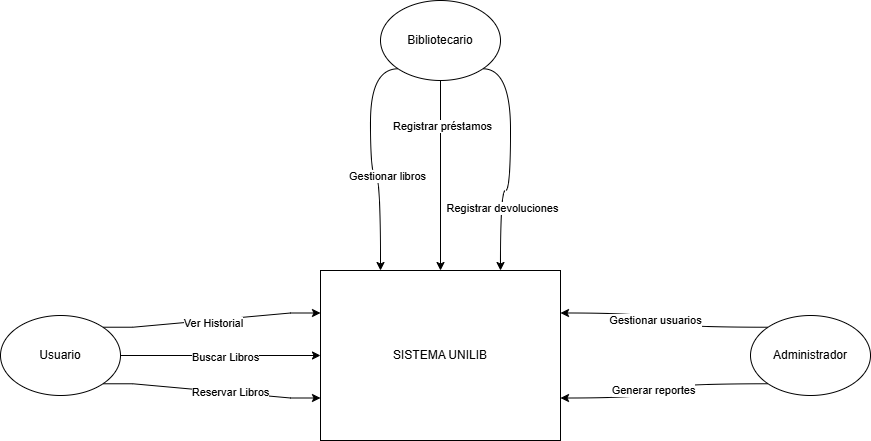 Bibliotecario
Registrar préstamos
Gestionar libros
Registrar devoluciones
Ver Historial
Gestionar usuarios
Usuario
Buscar Libros
SISTEMA UNILIB
Administrador
Reservar Libros
Generar reportes